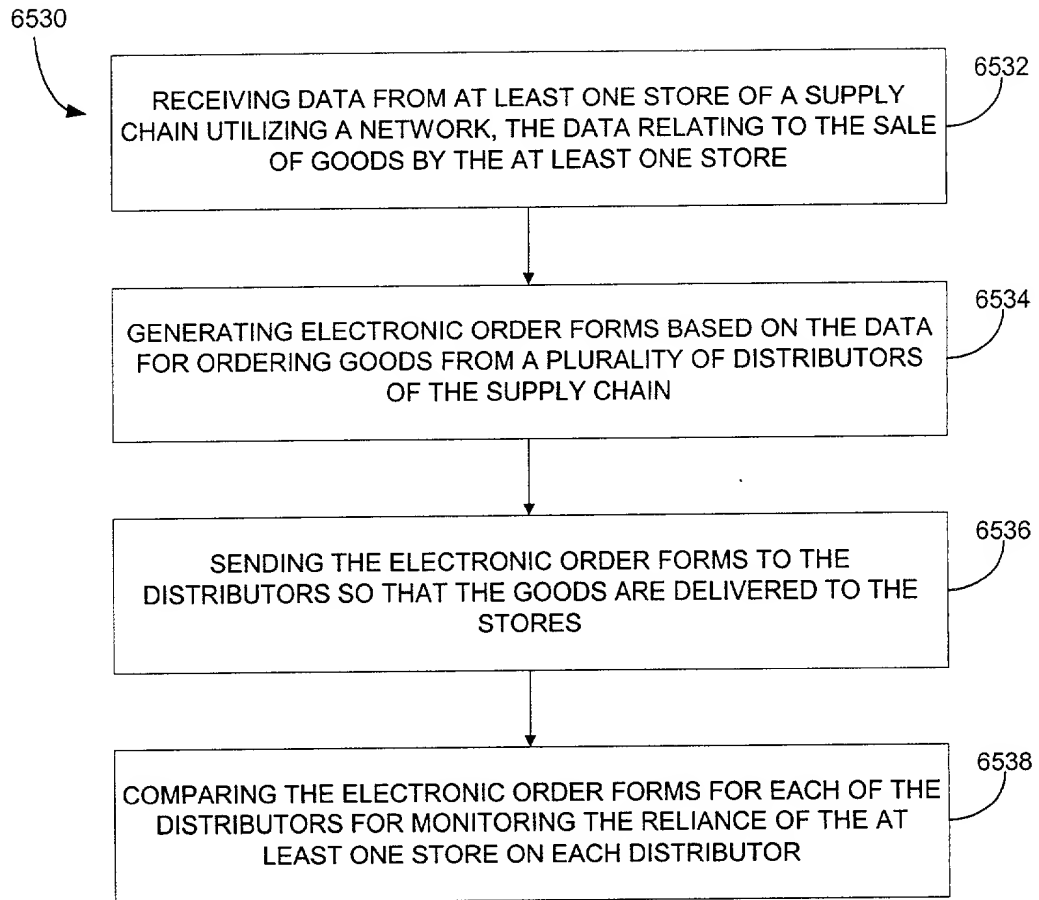 6530
6532
RECEIVING DATA FROM AT LEAST ONE STORE OF A SUPPLY
CHAIN UTILIZING A NETWORK, THE DATA RELATING TO THE SALE
OF GOODS BY THE AT LEAST ONE STORE
6534
GENERATING ELECTRONIC ORDER FORMS BASED ON THE DATA
FOR ORDERING GOODS FROM A PLURALITY OF DISTRIBUTORS
OF THE SUPPLY CHAIN
6536
SENDING THE ELECTRONIC ORDER FORMS TO THE
DISTRIBUTORS SO THAT THE GOODS ARE DELIVERED TO THE
STORES
6538
COMPARING THE ELECTRONIC ORDER FORMS FOR EACH OF THE
DISTRIBUTORS FOR MONITORING THE RELIANCE OF THE AT
LEAST ONE STORE ON EACH DISTRIBUTOR